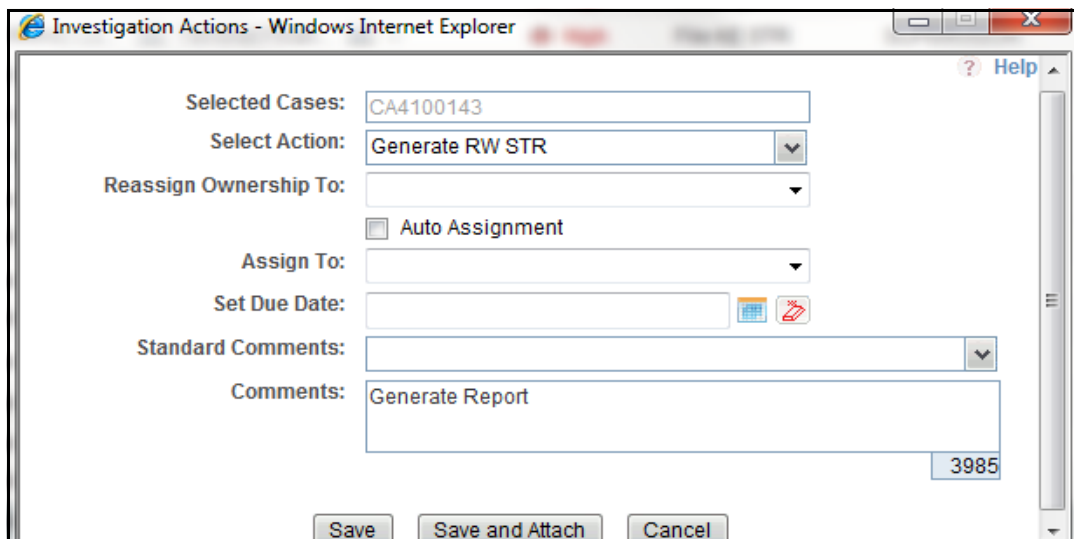 Investigation Actions - Windows Internet Explorer
? Help
Selected Cases: CA4100143
Select Action: Generate RW STR
Reassign Ownership To:
Auto Assignment
Assign To:
Set Due Date:
Standard Comments:
Comments: Generate Report
3985
Save Save and Attach Cancel